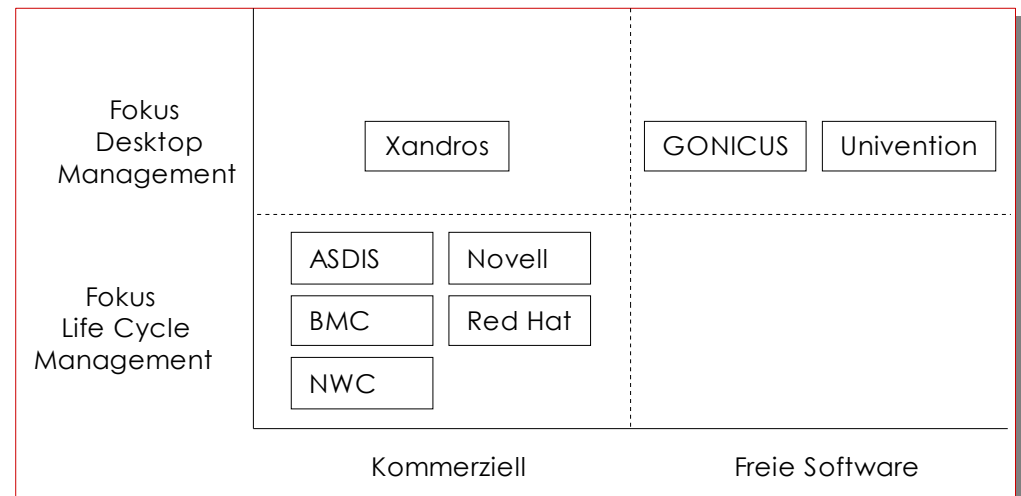 Fokus
Desktop
Management
Xandros
GONICUS
Univention
Fokus
Life Cycle
Management
ASDIS
Novell
BMC
Red Hat
NWC
Kommerziell
Freie Software